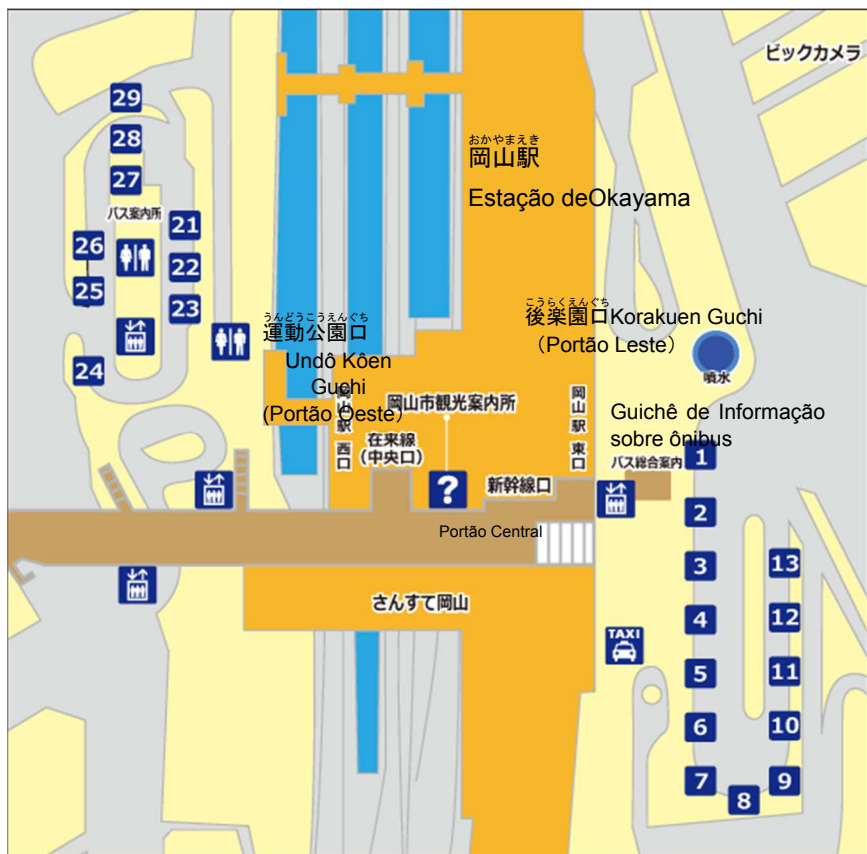 ビックカメラ
29
28
27
バス案内所
21
26
22
25
23
24
おかやまえき
岡山駅
Estação deOkayama
うんどうこうえんぐち
運動公園口
Undô Kôen
Guchi
(Portão Oeste）
こうらくえんぐち
後楽園口Korakuen Guchi
（Portão Leste）
噴水
岡山駅 西口
岡山市観光案内所
在来線
（中央口）
?
新幹線口
岡山駅 東口
Guichê de Informação
sobre ônibus
バス総合案内
Portão Central
さんすて岡山
TAXI
1
2
3
4
5
6
7
8
9
10
11
12
13